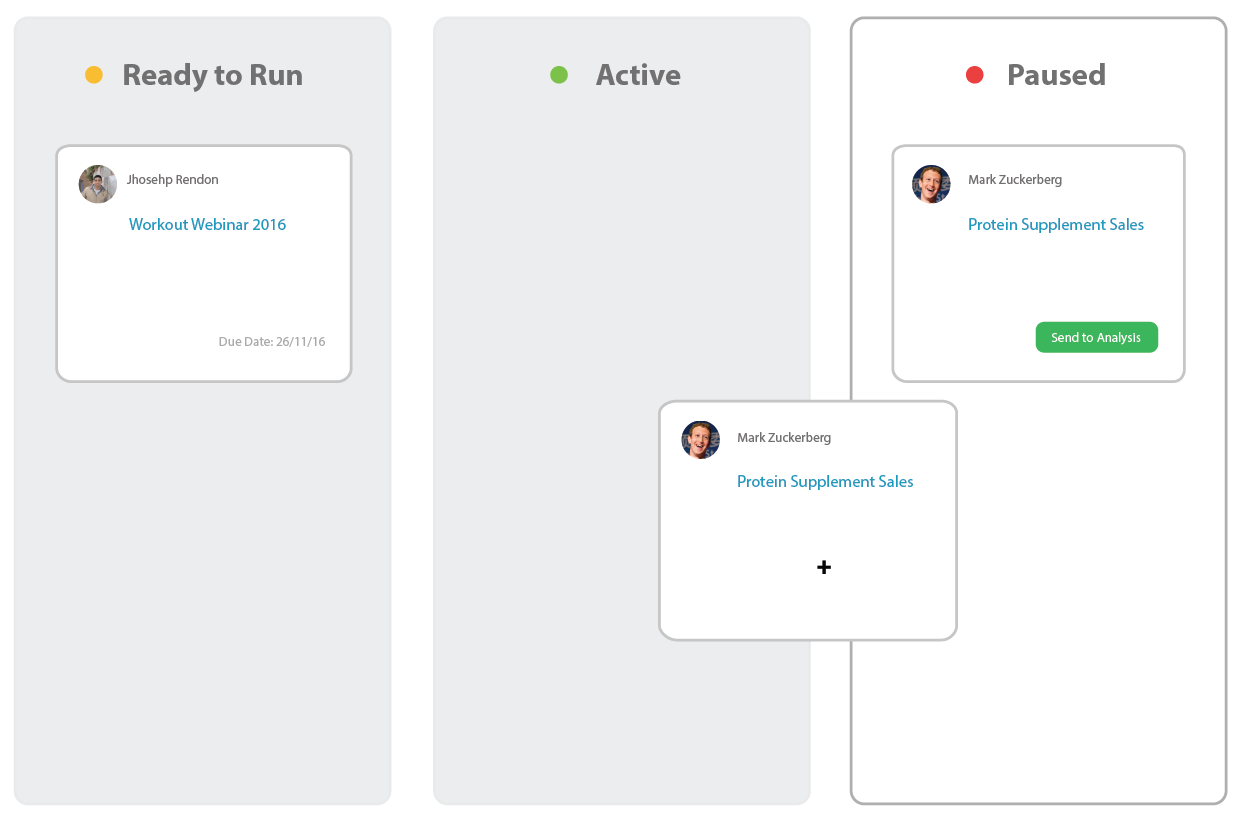 Ready to Run
Jhosehp Rendon
Workout Webinar 2016
Due Date: 26/11/16
Active
Paused
Mark Zuckerberg
Protein Supplement Sales
Send to Analysis
Mark Zuckerberg
Protein Supplement Sales
+